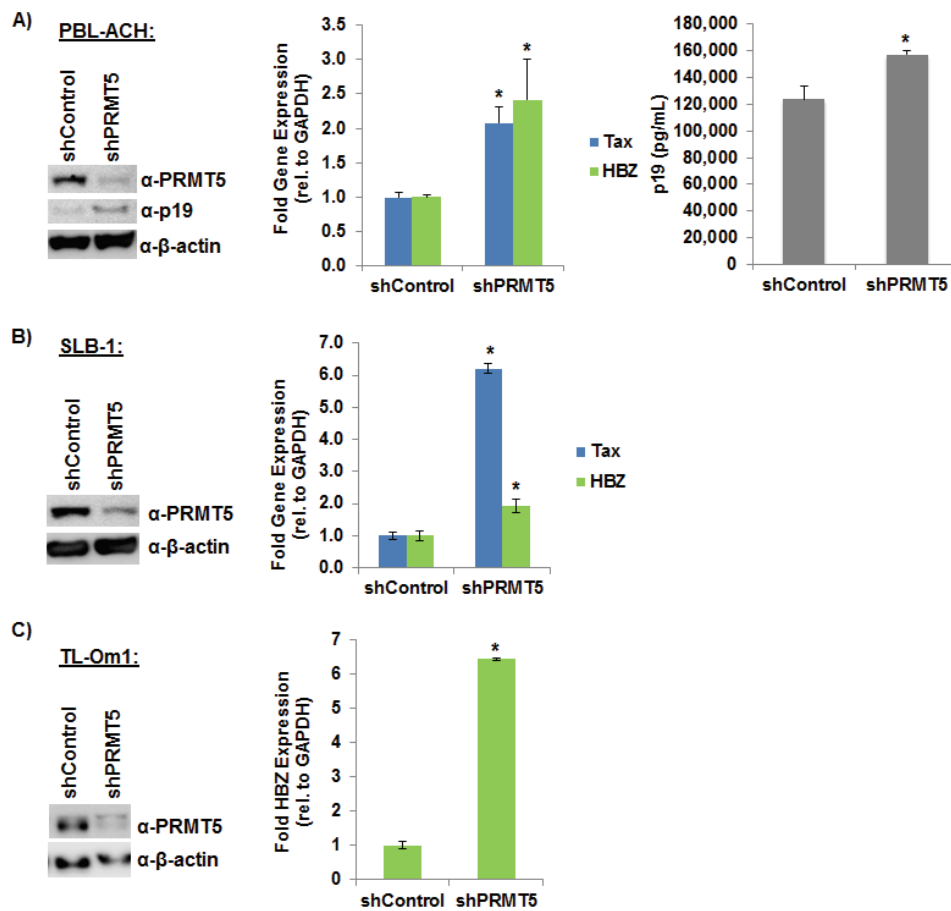 A)
PBL-ACH:
shControl
shPRMT5
α-PRMT5
α-p19
α-β-actin
Fold Gene Expression
(rel. to GAPDH)
3.5
3.0
2.5
2.0
1.5
1.0
0.5
0.0
*
*
shControl
shPRMT5
Tax
HBZ
p19 (pg/mL)
180,000
160,000
140,000
120,000
100,000
80,000
60,000
40,000
20,000
0
*
shControl
shPRMT5
B)
SLB-1:
shControl
shPRMT5
α-PRMT5
α-β-actin
Fold Gene Expression
(rel. to GAPDH)
7.0
6.0
5.0
4.0
3.0
2.0
1.0
0.0
*
*
shControl
shPRMT5
Tax
HBZ
C)
TL-Om1:
shControl
shPRMT5
α-PRMT5
α-β-actin
Fold HBZ Expression
(rel. to GAPDH)
7
6
5
4
3
2
1
0
*
shControl
shPRMT5